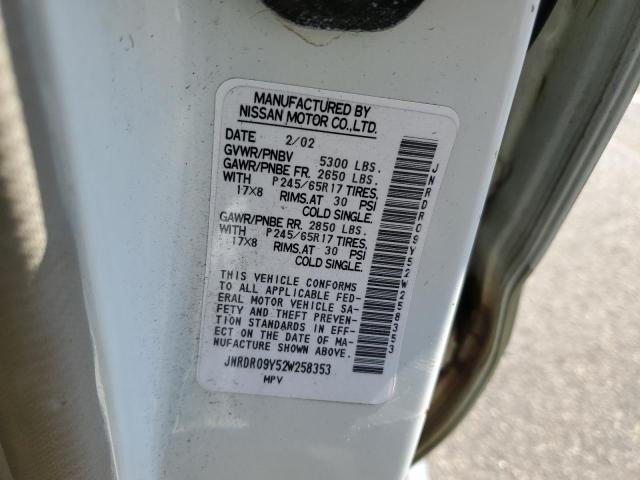 MANUFACTURED BY
NISSAN MOTOR CO.,LTD.
DATE 2/02
GVWR/PNBV 5300 LBS.
GAWR/PNBE FR. 2650 LBS.
WITH P245/65R17 TIRES,
17X8 RIMS,AT 30 PSI
COLD SINGLE.
GAWR/PNBE RR. 2850 LBS.
WITH P245/65R17 TIRES,
17X8 RIMS,AT 30 PSI
COLD SINGLE.
THIS VEHICLE CONFORMS
TO ALL APPLICABLE FED-
ERAL MOTOR VEHICLE SA-
FETY AND THEFT PREVEN-
TION STANDARDS IN EFF-
ECT ON THE DATE OF MA-
NUFACTURE SHOWN ABOVE.
JNRDR09Y52W258353
MPV
JNRDR09Y52W258353